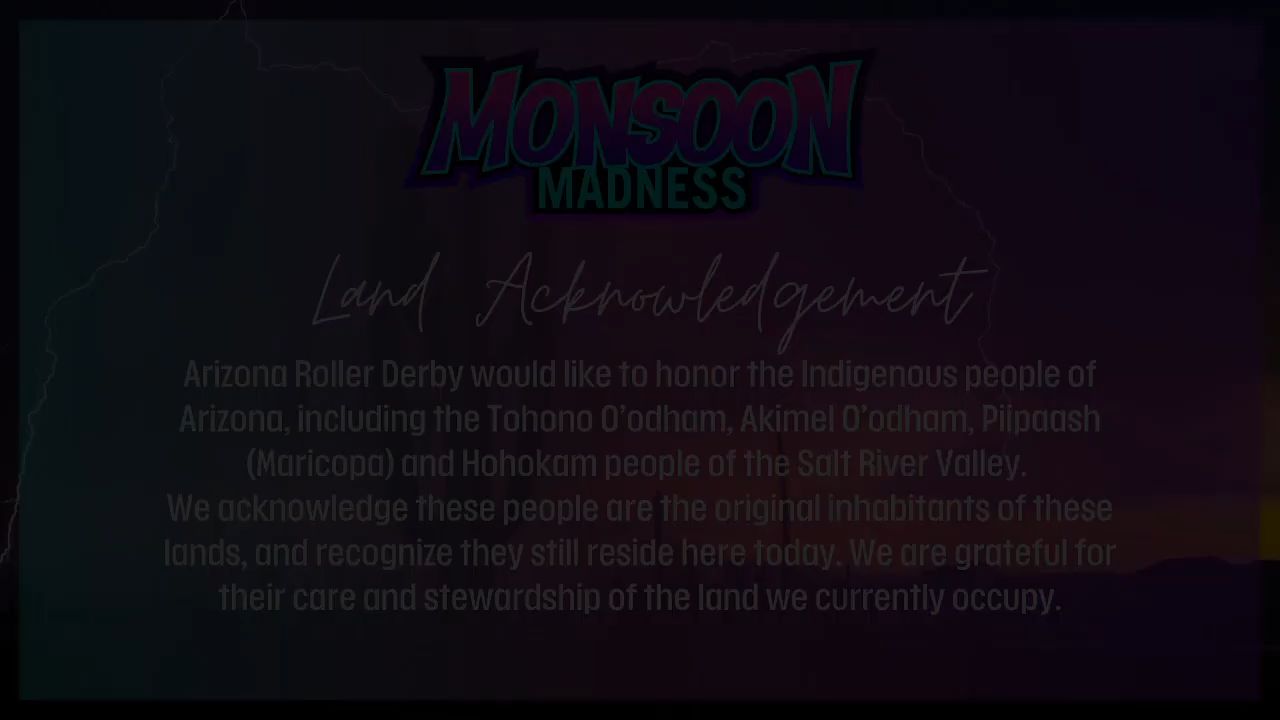 MONSOON
MADNESS
Land Acknowledgement
Arizona Roller Derby would like to honor the Indigenous people of
Arizona, including the Tohono O’odham, Akimel O’odham, Piipaash
(Maricopa) and Hohokam people of the Salt River Valley.
We acknowledge these people are the original inhabitants of these
lands, and recognize they still reside here today. We are grateful for
their care and stewardship of the land we currently occupy.